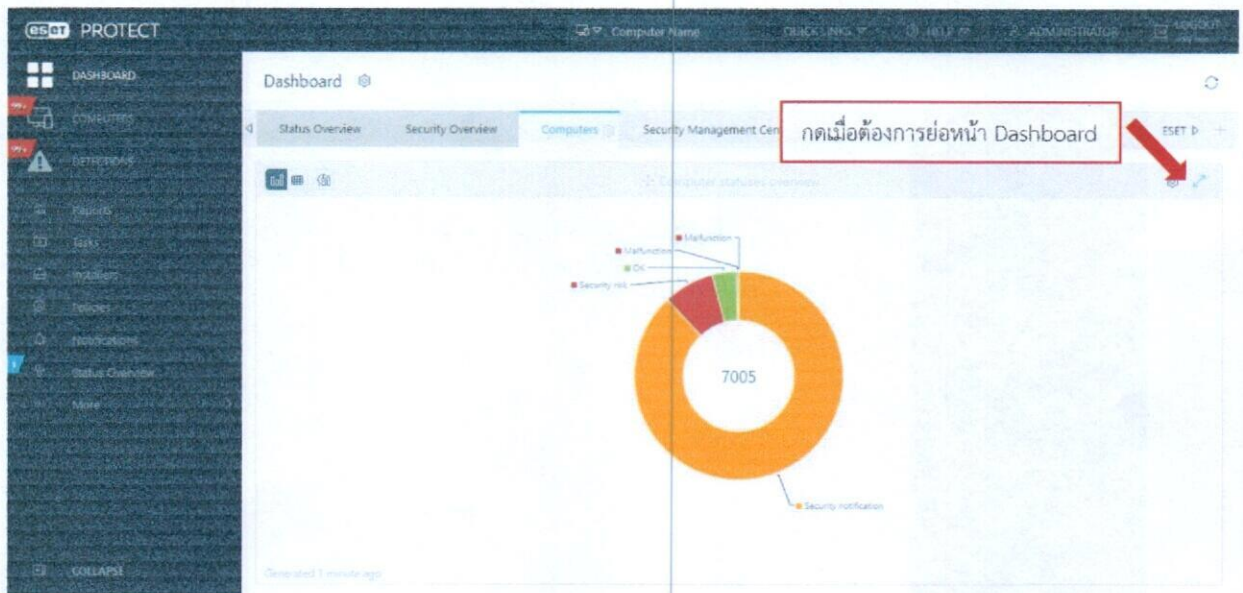 eset PROTECT
Computer Name
QUICK LINKS
HELP
ADMINISTRATOR
LOGOUT
DASHBOARD
COMPUTERS
DETECTIONS
Reports
Tasks
Installers
Policies
Notifications
Status Overview
More
COLLAPSE
Dashboard
Status Overview
Security Overview
Computers
Security Management Cen
ESET
กดเมื่อต้องการย่อหน้า Dashboard
Computer statuses overview
Malfunction
Malfunction
OK
Security risk
7005
Security notification
Generated 1 minute ago